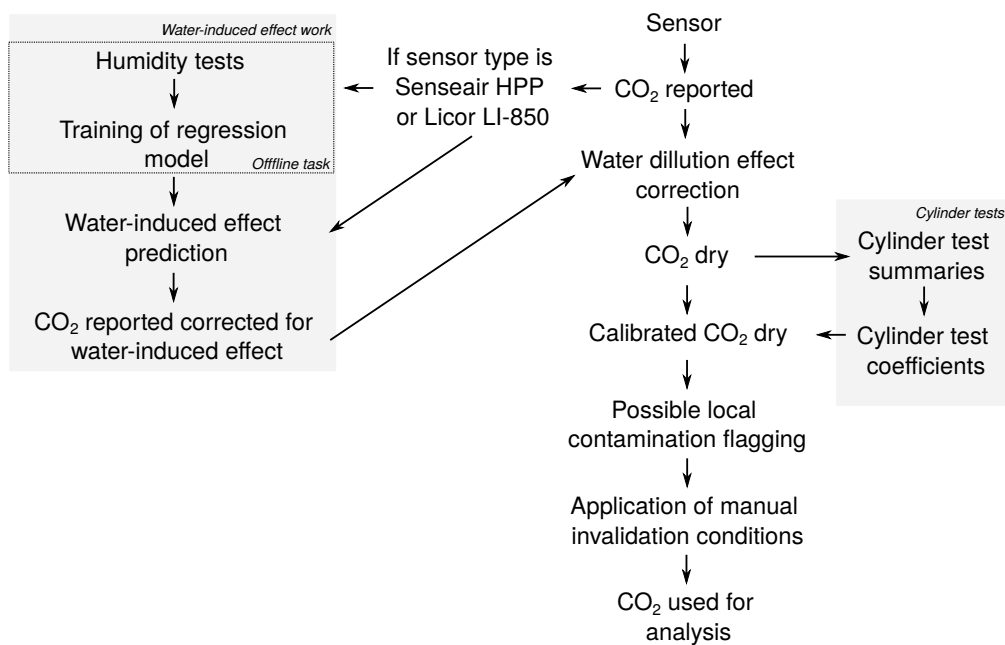 Water-induced effect work
Humidity tests
Training of regression
model
Offfline task
Water-induced effect
prediction
CO₂ reported corrected for
water-induced effect
If sensor type is
Senseair HPP
or Licor LI-850
Sensor
CO₂ reported
Water dillution effect
correction
CO₂ dry
Calibrated CO₂ dry
Possible local
contamination flagging
Application of manual
invalidation conditions
CO₂ used for
analysis
Cylinder tests
Cylinder test
summaries
Cylinder test
coefficients